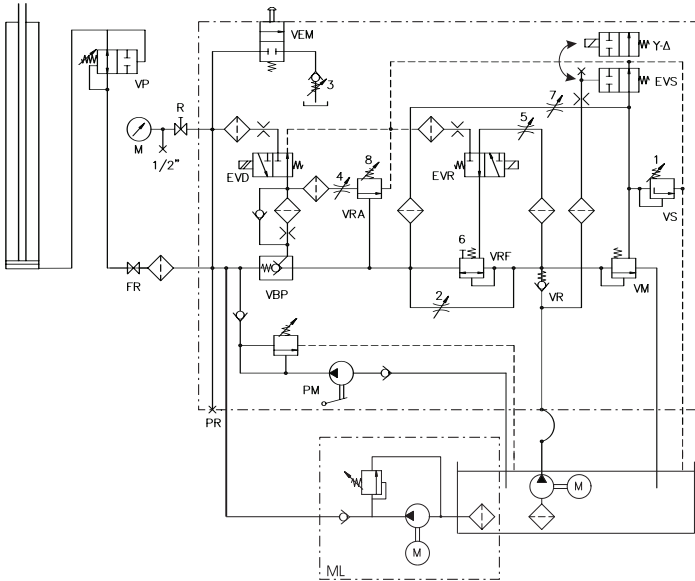 VEM
Y-Δ
VP
3
EVS
7
R
5
M
1/2"
EVD
8
EVR
1
4
VS
VRA
6
VRF
FR
VBP
VR
VM
2
PM
PR
M
M
ML